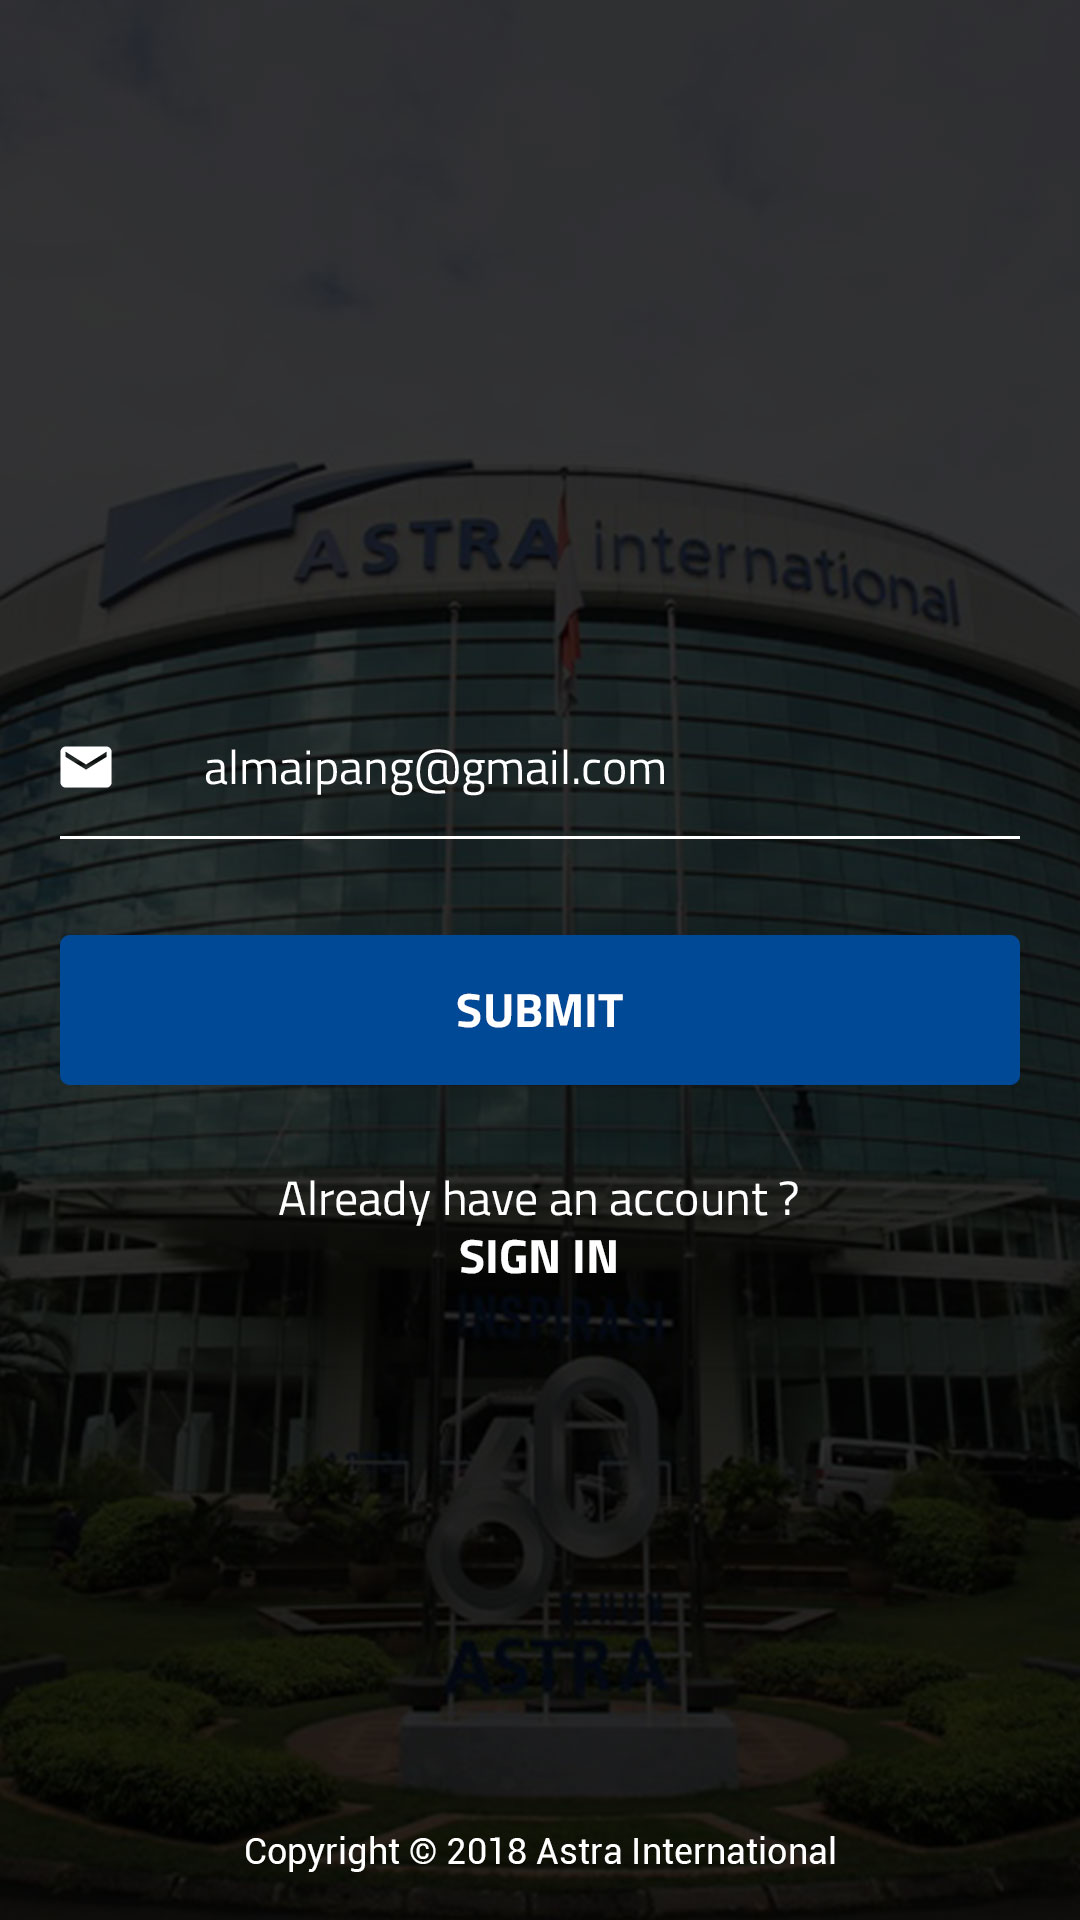 ASTRA international
almaipang@gmail.com
SUBMIT
Already have an account ?
SIGN IN
INSPIRASI
60
TAHUN
ASTRA
Copyright © 2018 Astra International